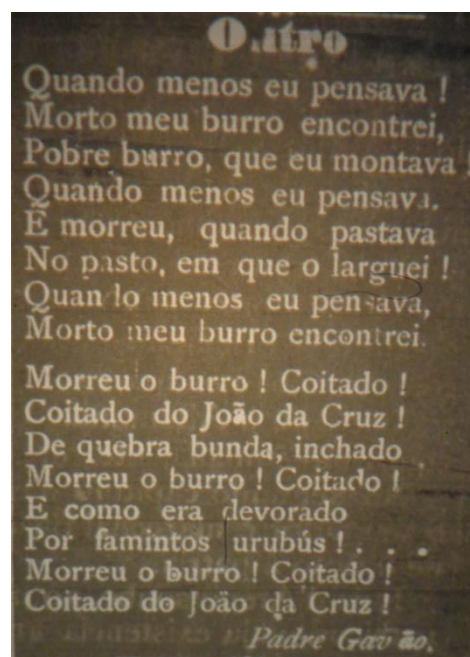 Outro
Quando menos eu pensava !
Morto meu burro encontrei,
Pobre burro, que eu montava !
Quando menos eu pensava.
E morreu, quando pastava
No pasto, em que o larguei !
Quando menos eu pensava,
Morto meu burro encontrei.
Morreu o burro ! Coitado !
Coitado do João da Cruz !
De quebra bunda, inchado
Morreu o burro ! Coitado !
E como era devorado
Por famintos urubús ! . . .
Morreu o burro ! Coitado !
Coitado do João da Cruz !
Padre Gavião.